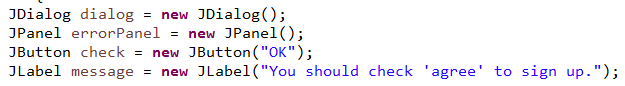 JDialog dialog = new JDialog();
JPanel errorPanel = new JPanel();
JButton check = new JButton("OK");
JLabel message = new JLabel("You should check 'agree' to sign up.");